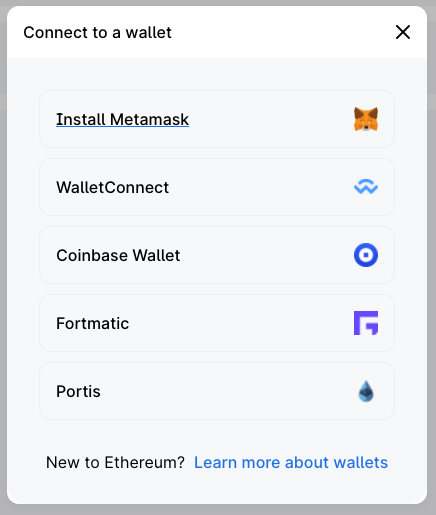 Connect to a wallet
Install Metamask
WalletConnect
Coinbase Wallet
Fortmatic
Portis
New to Ethereum? Learn more about wallets